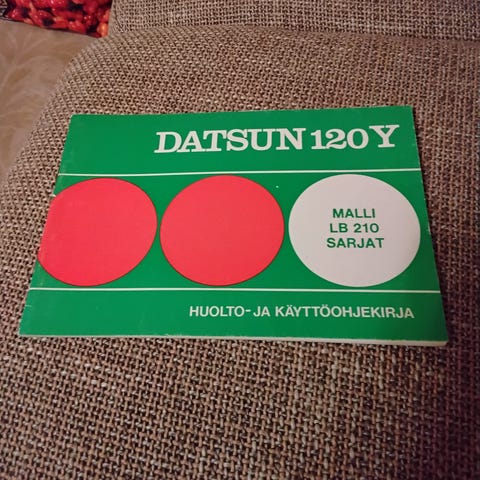 DATSUN 120Y
MALLI
LB 210
SARJAT
HUOLTO- JA KÄYTTÖOHJEKIRJA